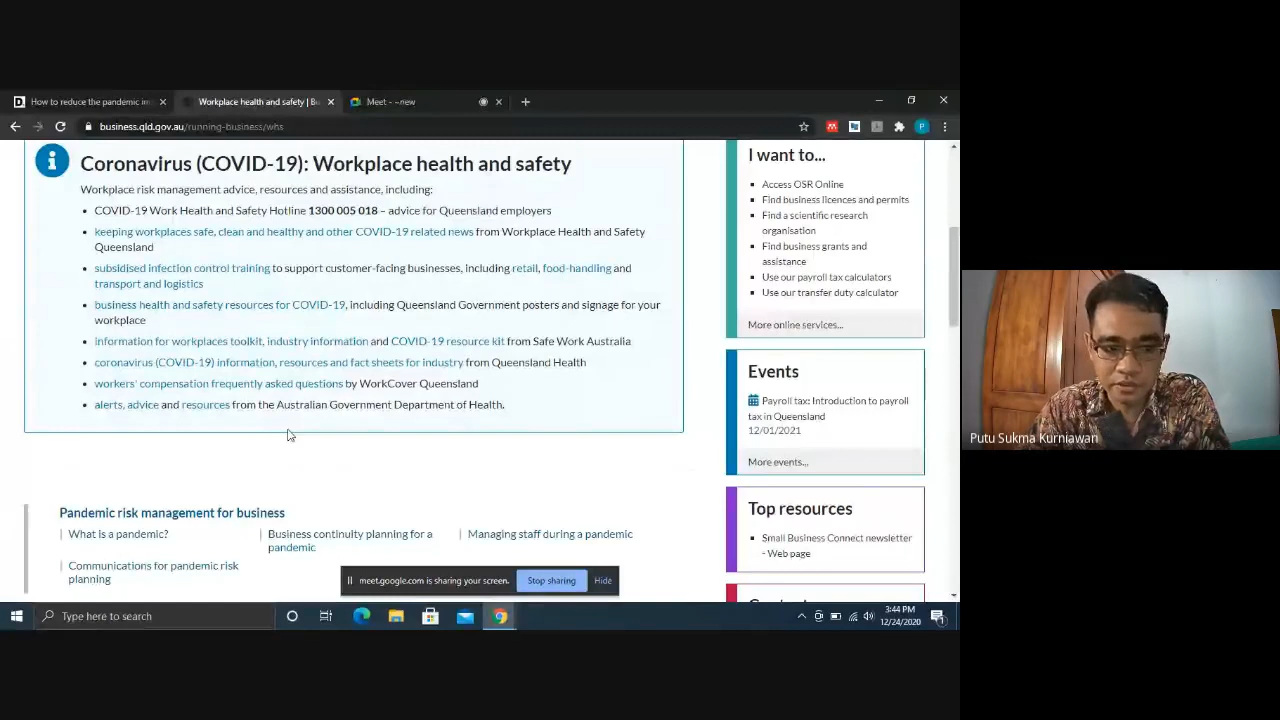 How to reduce the pandemic im
Workplace health and safety | Bu
Meet - ~new
business.qld.gov.au/running-business/whs
Coronavirus (COVID-19): Workplace health and safety
Workplace risk management advice, resources and assistance, including:
COVID-19 Work Health and Safety Hotline 1300 005 018 – advice for Queensland employers
keeping workplaces safe, clean and healthy and other COVID-19 related news from Workplace Health and Safety
Queensland
subsidised infection control training to support customer-facing businesses, including retail, food-handling and
transport and logistics
business health and safety resources for COVID-19, including Queensland Government posters and signage for your
workplace
information for workplaces toolkit, industry information and COVID-19 resource kit from Safe Work Australia
coronavirus (COVID-19) information, resources and fact sheets for industry from Queensland Health
workers' compensation frequently asked questions by WorkCover Queensland
alerts, advice and resources from the Australian Government Department of Health.
Pandemic risk management for business
What is a pandemic?
Business continuity planning for a
pandemic
Managing staff during a pandemic
Communications for pandemic risk
planning
I want to...
Access OSR Online
Find business licences and permits
Find a scientific research
organisation
Find business grants and
assistance
Use our payroll tax calculators
Use our transfer duty calculator
More online services...
Events
Payroll tax: Introduction to payroll
tax in Queensland
12/01/2021
More events...
Top resources
Small Business Connect newsletter
- Web page
meet.google.com is sharing your screen.
Stop sharing
Hide
Type here to search
3:44 PM
12/24/2020
Putu Sukma Kurniawan